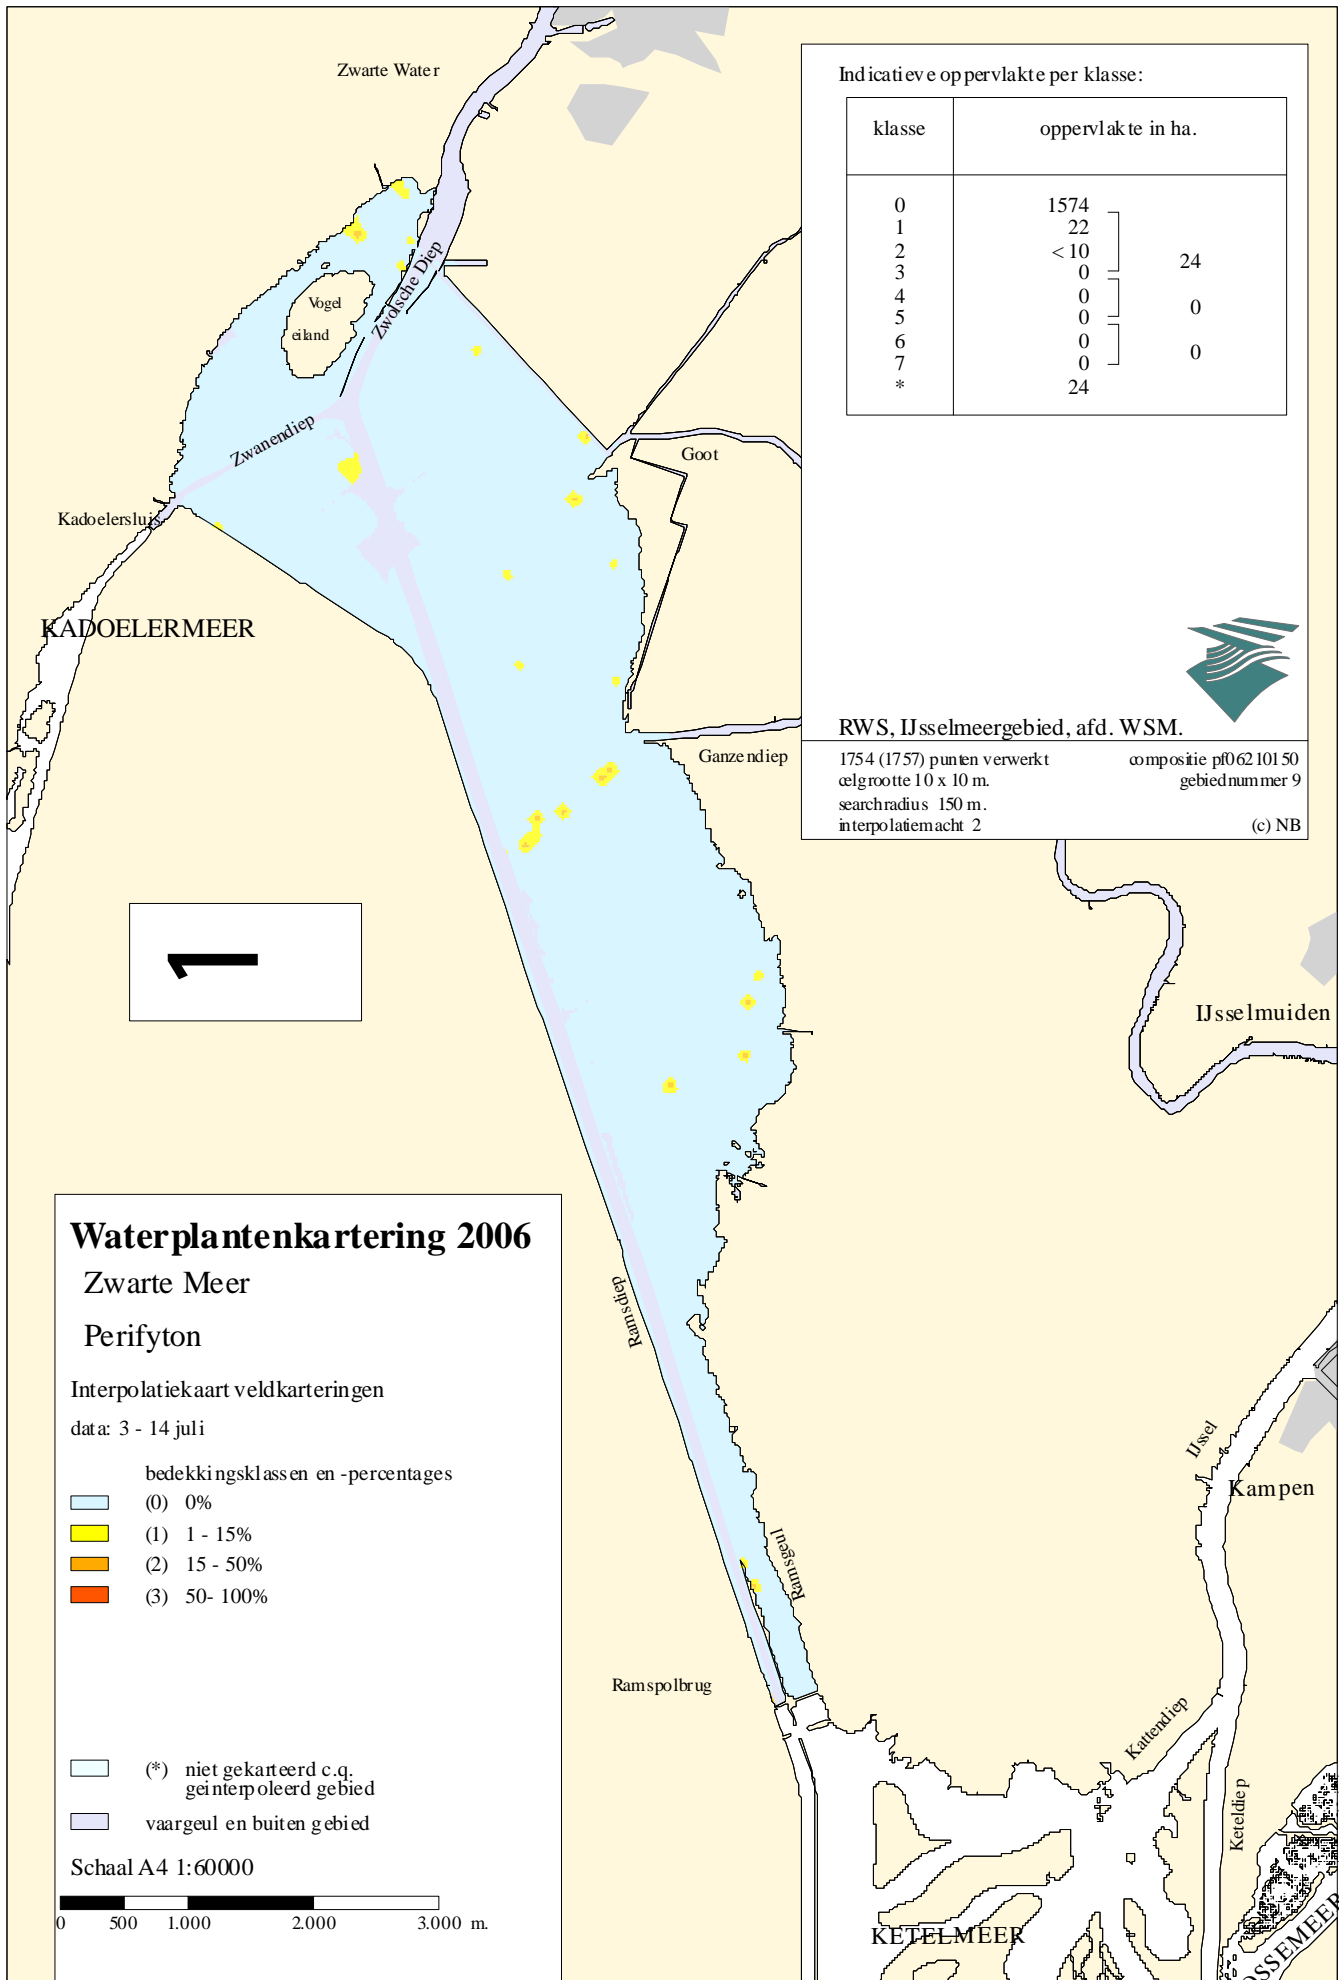 Zwarte Water
Indicatieve oppervlakte per klasse:
klasse oppervlakte in ha.
0 1574
1 22
2 < 10
3 0
24
4 0
5 0
0
6 0
7 0
0
* 24
Zwolsche Diep
Vogel
eiland
Zwanendiep
Goot
Kadoelersluis
KADOELERMEER
Ganzendiep
RWS, IJsselmeergebied, afd. WSM.
1754 (1757) punten verwerkt compositie pf06210150
celgrootte 10 x 10 m. gebiednummer 9
searchradius 150 m.
interpolatiemacht 2 (c) NB
1
IJsselmuiden
Waterplantenkartering 2006
Zwarte Meer
Perifyton
Interpolatiekaart veldkarteringen
data: 3 - 14 juli
bedekkingsklassen en -percentages
(0) 0%
(1) 1 - 15%
(2) 15 - 50%
(3) 50- 100%
(*) niet gekarteerd c.q.
geinterpoleerd gebied
vaargeul en buiten gebied
Schaal A4 1:60000
0 500 1.000 2.000 3.000 m.
Ramsdiep
IJssel
Kampen
Ramsgeul
Ramspolbrug
Kattendiep
Keteldiep
KETELMEER
OSSEMEER